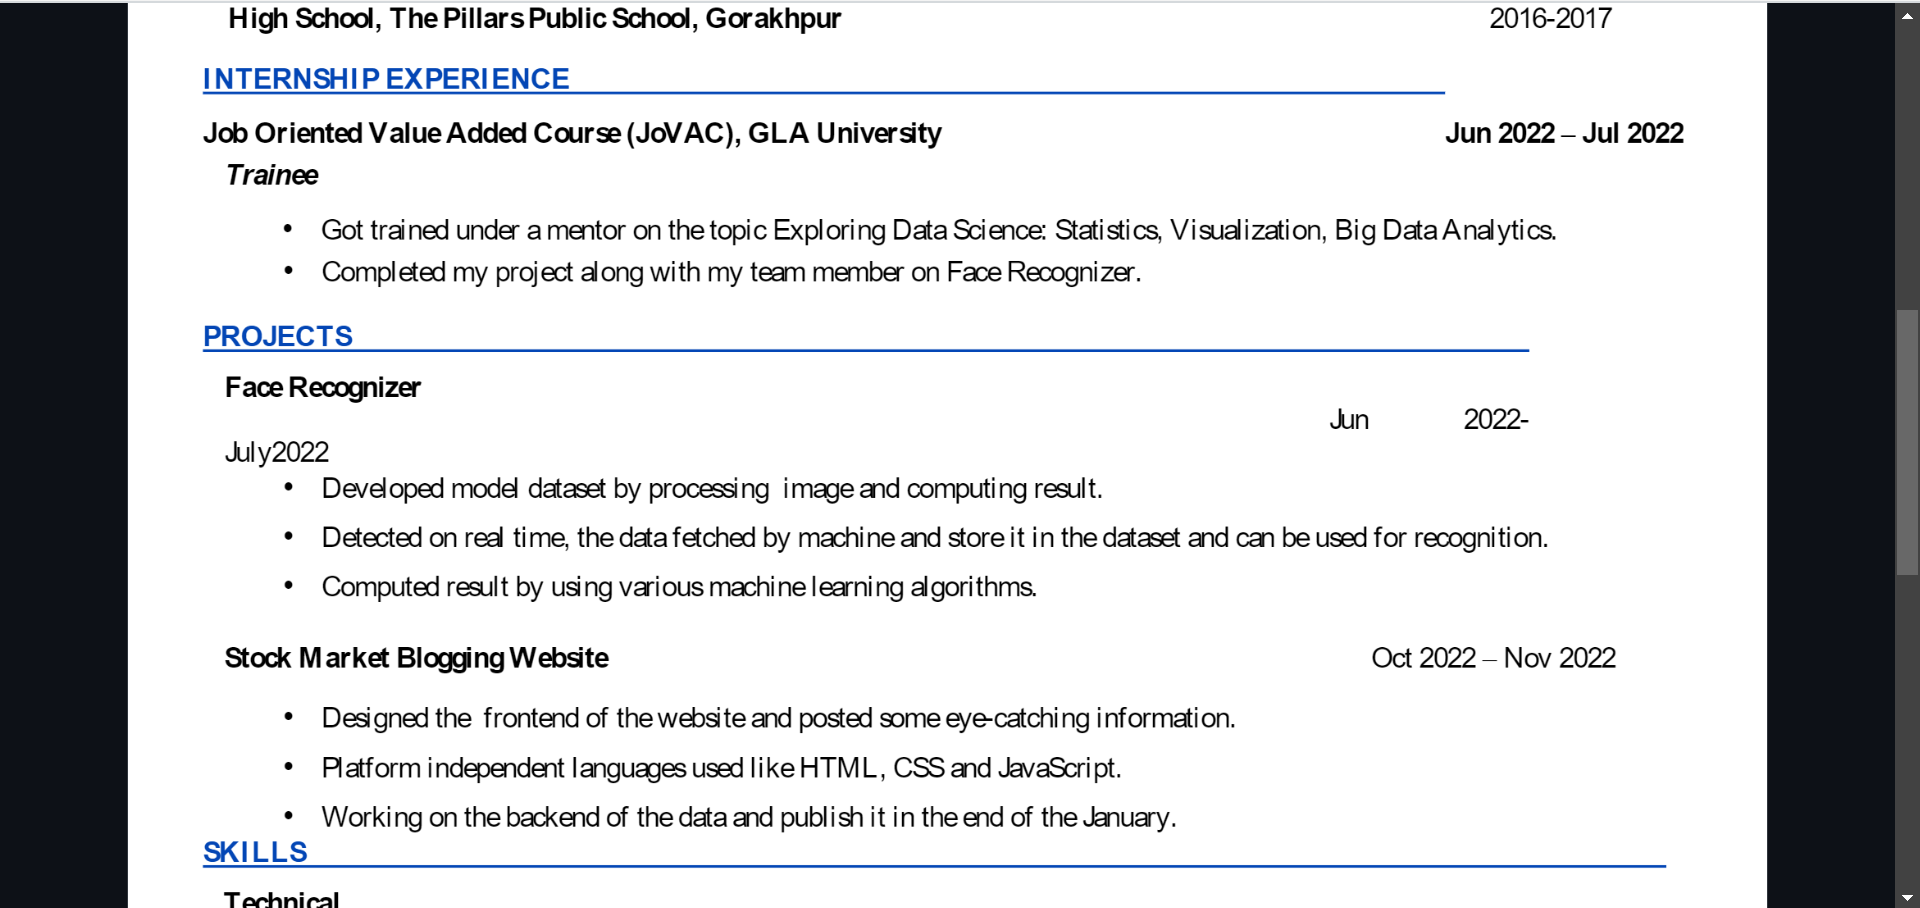 High School, The Pillars Public School, Gorakhpur 2016-2017
INTERNSHIP EXPERIENCE
Job Oriented Value Added Course (JoVAC), GLA University Jun 2022 – Jul 2022
Trainee
• Got trained under a mentor on the topic Exploring Data Science: Statistics, Visualization, Big Data Analytics.
• Completed my project along with my team member on Face Recognizer.
PROJECTS
Face Recognizer
Jun 2022-
July2022
• Developed model dataset by processing image and computing result.
• Detected on real time, the data fetched by machine and store it in the dataset and can be used for recognition.
• Computed result by using various machine learning algorithms.
Stock Market Blogging Website Oct 2022 – Nov 2022
• Designed the frontend of the website and posted some eye-catching information.
• Platform independent languages used like HTML, CSS and JavaScript.
• Working on the backend of the data and publish it in the end of the January.
SKILLS
Technical